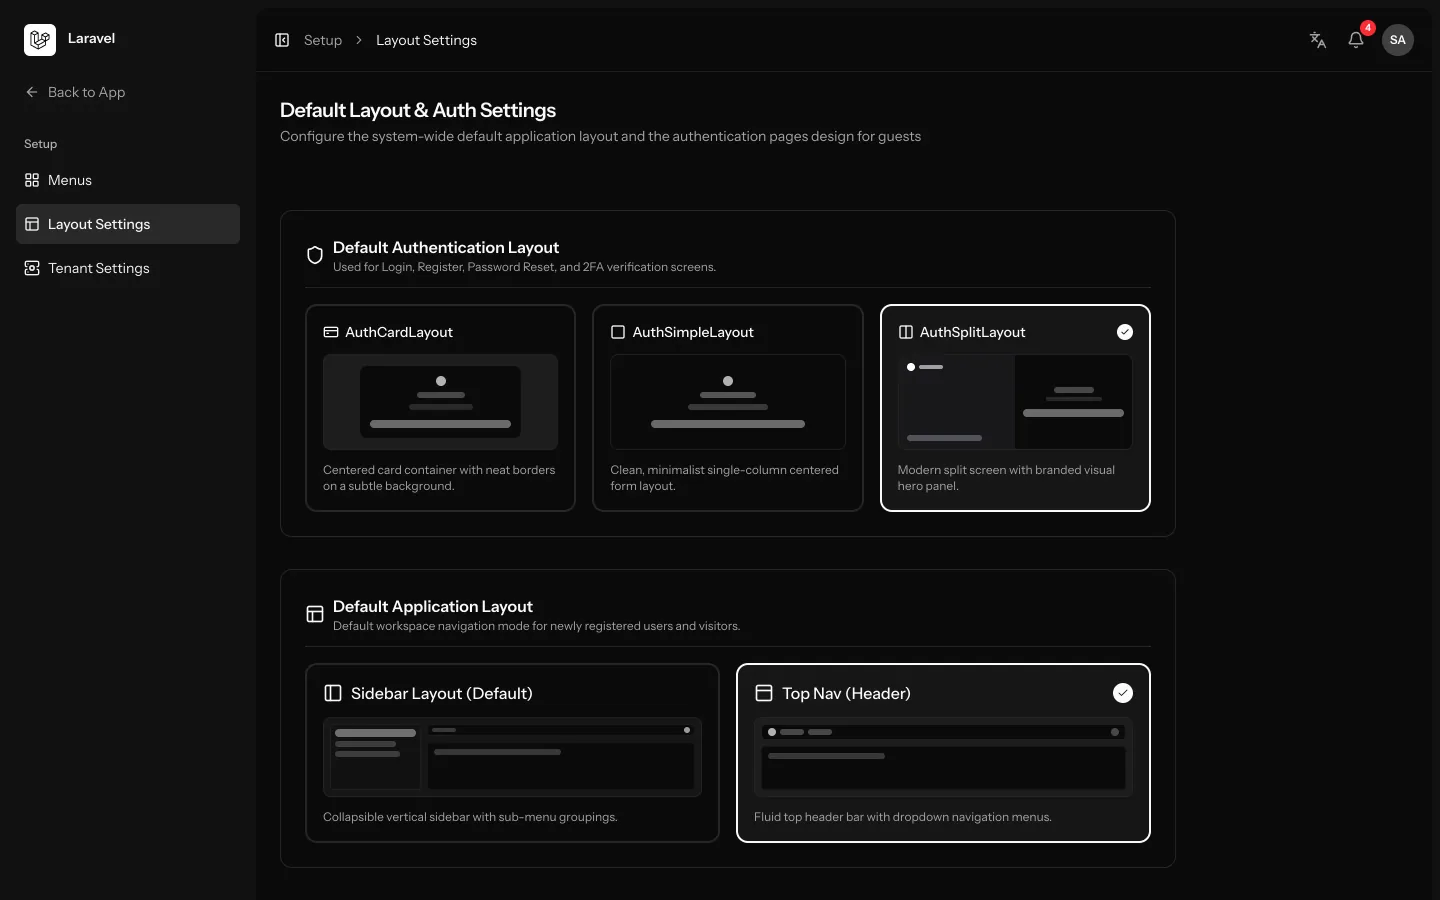 Laravel
Back to App
Setup
Menus
Layout Settings
Tenant Settings
Setup > Layout Settings
4
SA
Default Layout & Auth Settings
Configure the system-wide default application layout and the authentication pages design for guests
Default Authentication Layout
Used for Login, Register, Password Reset, and 2FA verification screens.
AuthCardLayout
Centered card container with neat borders
on a subtle background.
AuthSimpleLayout
Clean, minimalist single-column centered
form layout.
AuthSplitLayout
Modern split screen with branded visual
hero panel.
Default Application Layout
Default workspace navigation mode for newly registered users and visitors.
Sidebar Layout (Default)
Collapsible vertical sidebar with sub-menu groupings.
Top Nav (Header)
Fluid top header bar with dropdown navigation menus.